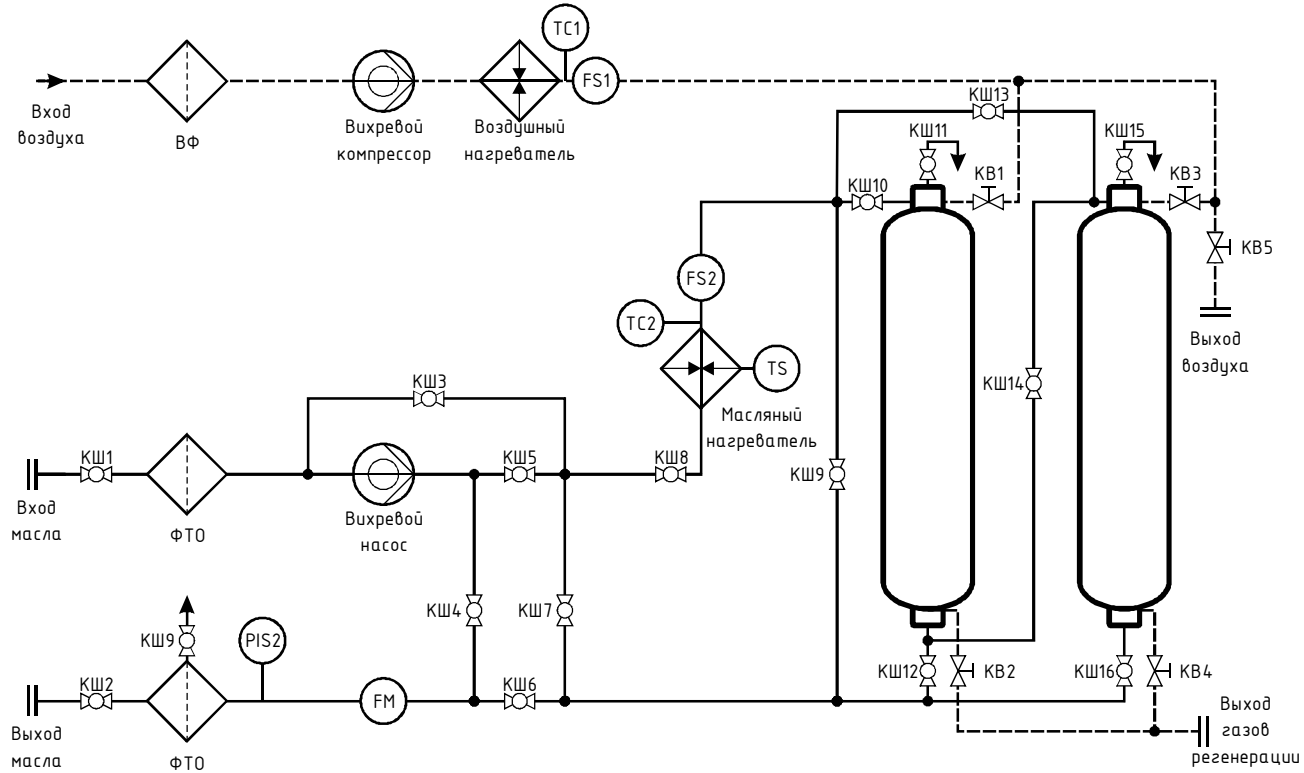 TC1
FS1
Вход
воздуха
ВФ
Вихревой
компрессор
Воздушный
нагреватель
КШ13
КШ11
КШ15
КВ1
КВ3
КШ10
КВ5
Выход
воздуха
FS2
TC2
TS
Масляный
нагреватель
КШ14
КШ3
КШ1
КШ5
КШ8
КШ9
Вход
масла
ФТО
Вихревой
насос
КШ4
КШ7
КШ9
PIS2
КШ2
FM
КШ6
КШ12
КВ2
КШ16
КВ4
Выход
масла
ФТО
Выход
газов
регенерации